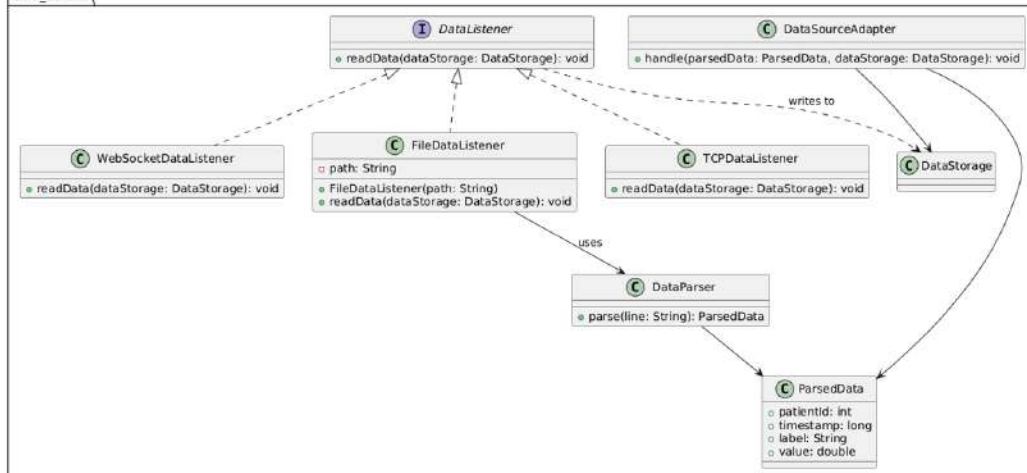 I DataListener
readData(dataStorage: DataStorage): void
C DataSourceAdapter
handle(parsedData: ParsedData, dataStorage: DataStorage): void
writes to
C WebSocketDataListener
readData(dataStorage: DataStorage): void
C FileDataListener
path: String
FileDataListener(path: String)
readData(dataStorage: DataStorage): void
C TCPDataListener
readData(dataStorage: DataStorage): void
C DataStorage
uses
C DataParser
parse(line: String): ParsedData
C ParsedData
patientId: int
timestamp: long
label: String
value: double